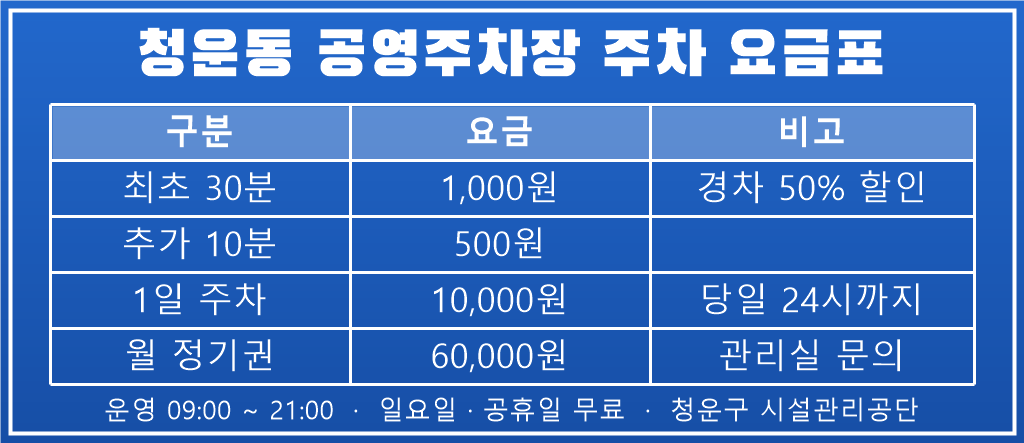 청운동 공영주차장 주차 요금표
구분 요금 비고
최초 30분 1,000원 경차 50% 할인
추가 10분 500원
1일 주차 10,000원 당일 24시까지
월 정기권 60,000원 관리실 문의
운영 09:00 ~ 21:00 · 일요일·공휴일 무료 · 청운구 시설관리공단